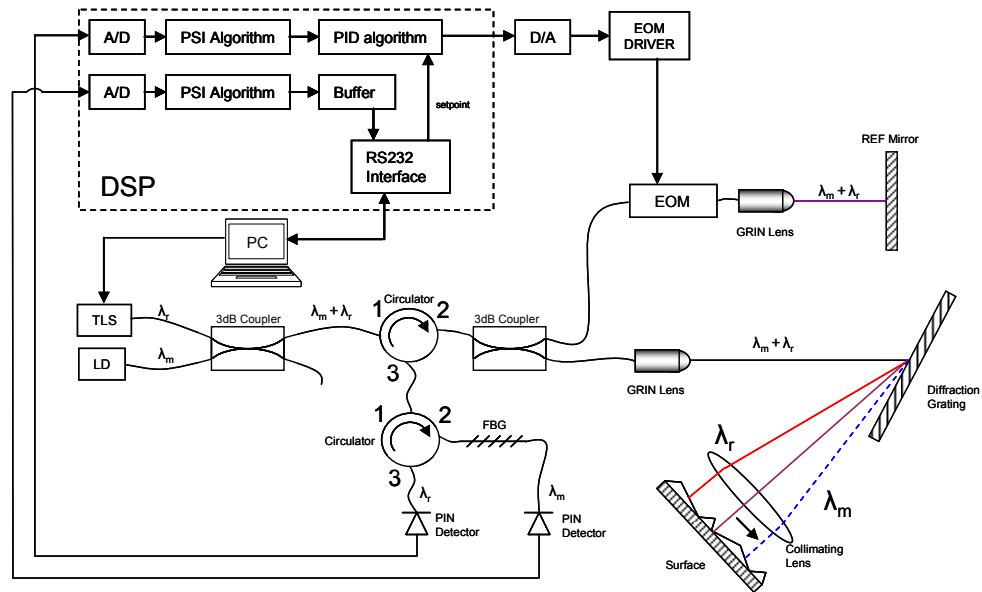 A/D
PSI Algorithm
PID algorithm
D/A
EOM
DRIVER
A/D
PSI Algorithm
Buffer
setpoint
RS232
Interface
DSP
REF Mirror
EOM
λm + λr
GRIN Lens
PC
TLS
λr
3dB Coupler
λm + λr
Circulator
1
2
3
3dB Coupler
LD
λm
λm + λr
GRIN Lens
Diffraction
Grating
1
2
3
Circulator
FBG
λr
λm
PIN
Detector
PIN
Detector
λr
λm
Collimating
Lens
Surface